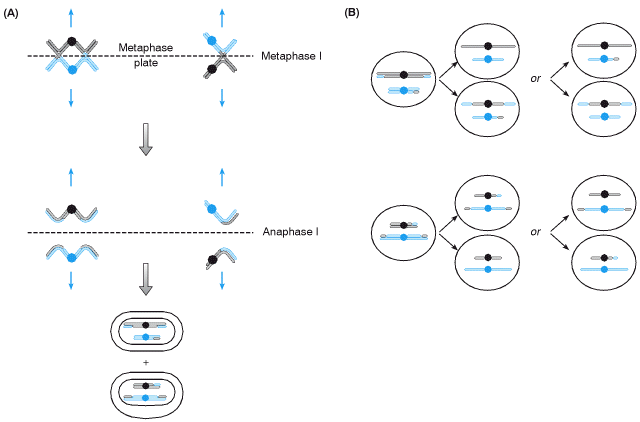 (A)
Metaphase
plate
Metaphase I
Anaphase I
+
(B)
or
or